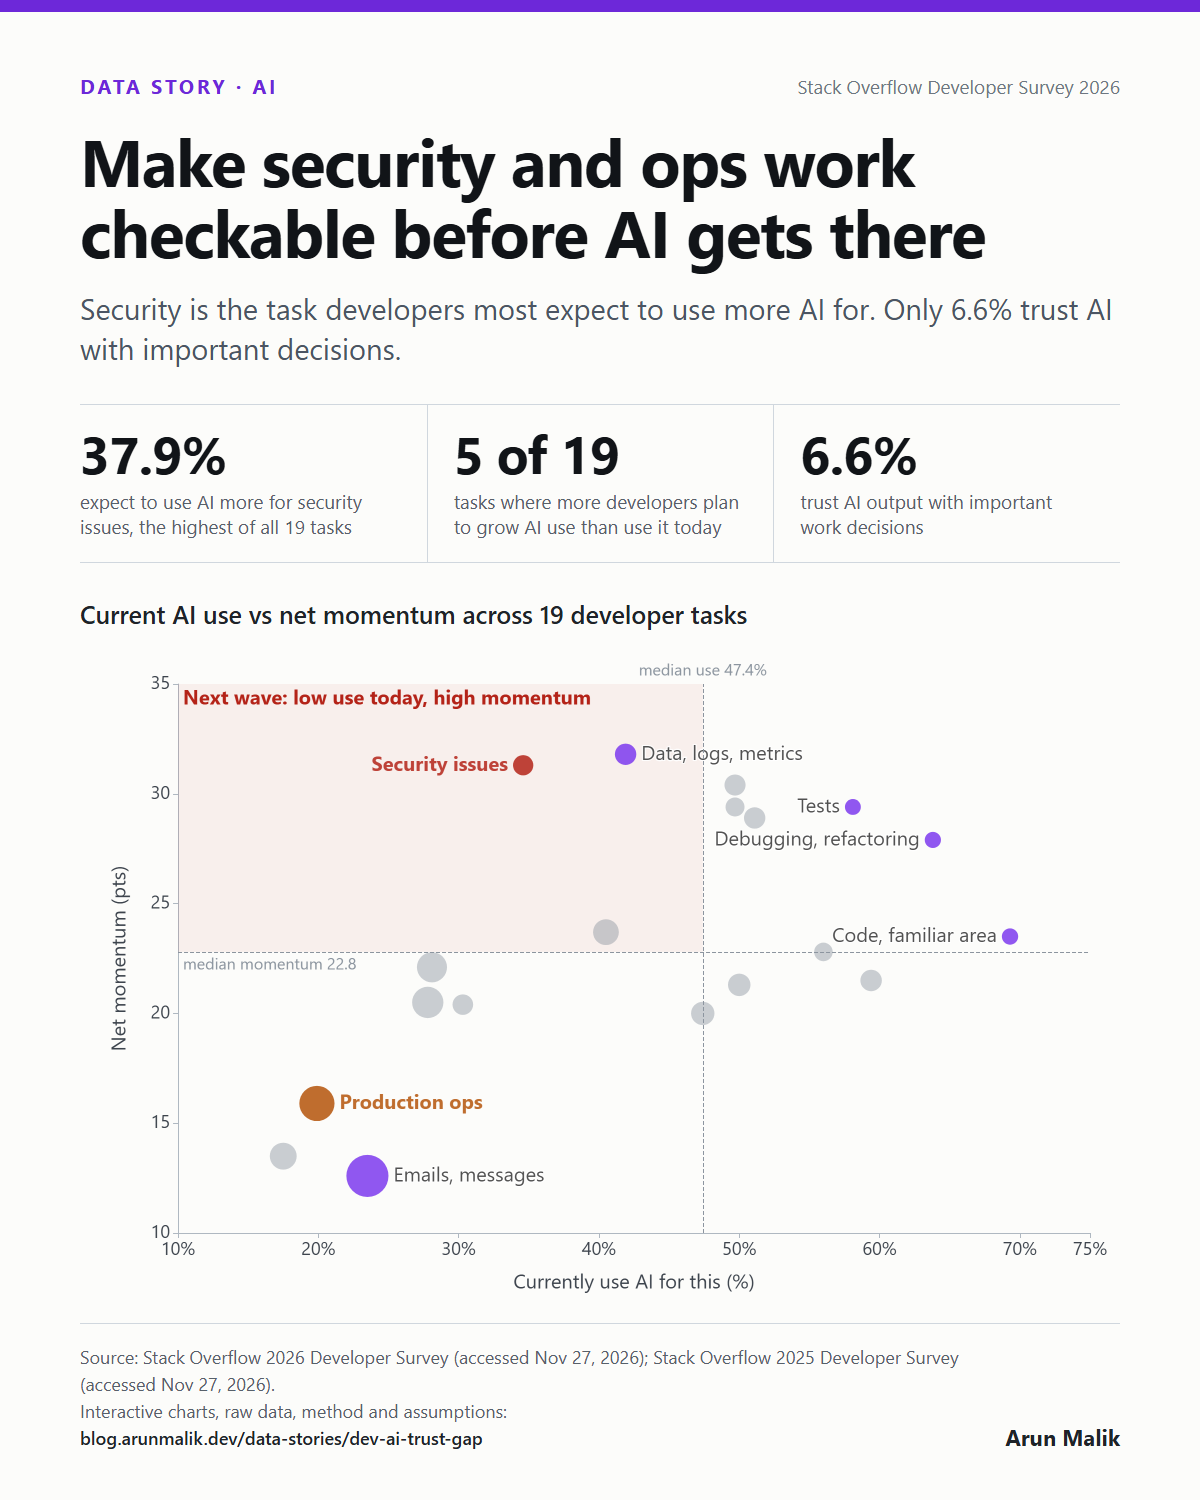 DATA STORY · AI
Stack Overflow Developer Survey 2026
Make security and ops work
checkable before AI gets there
Security is the task developers most expect to use more AI for. Only 6.6% trust AI
with important decisions.
37.9%
expect to use AI more for security
issues, the highest of all 19 tasks
5 of 19
tasks where more developers plan
to grow AI use than use it today
6.6%
trust AI output with important
work decisions
Current AI use vs net momentum across 19 developer tasks
median use 47.4%
35
Next wave: low use today, high momentum
Data, logs, metrics
Security issues
30
Tests
Debugging, refactoring
25
Code, familiar area
median momentum 22.8
Net momentum (pts)
20
15
Production ops
Emails, messages
10
10%
20%
30%
40%
50%
60%
70%
75%
Currently use AI for this (%)
Source: Stack Overflow 2026 Developer Survey (accessed Nov 27, 2026); Stack Overflow 2025 Developer Survey
(accessed Nov 27, 2026).
Interactive charts, raw data, method and assumptions:
blog.arunmalik.dev/data-stories/dev-ai-trust-gap
Arun Malik